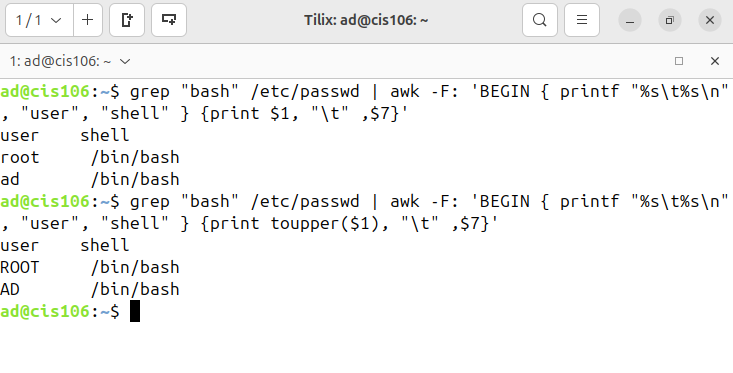 1 / 1
Tilix: ad@cis106: ~
1: ad@cis106: ~
ad@cis106:~$ grep "bash" /etc/passwd | awk -F: 'BEGIN { printf "%s\t%s\n"
, "user", "shell" } {print $1, "\t" ,$7}'
user    shell
root     /bin/bash
ad       /bin/bash
ad@cis106:~$ grep "bash" /etc/passwd | awk -F: 'BEGIN { printf "%s\t%s\n"
, "user", "shell" } {print toupper($1), "\t" ,$7}'
user    shell
ROOT     /bin/bash
AD       /bin/bash
ad@cis106:~$